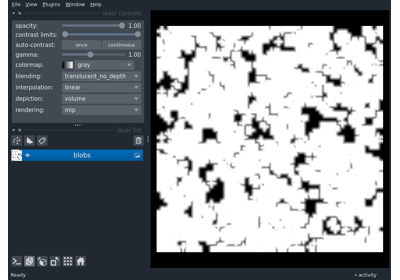 File View Plugins Window Help
layer controls
opacity: 1.00
contrast limits:
auto-contrast: once continuous
gamma: 1.00
colormap: gray
blending: translucent_no_depth
interpolation: linear
depiction: volume
rendering: mip
layer list
blobs
Ready
activity